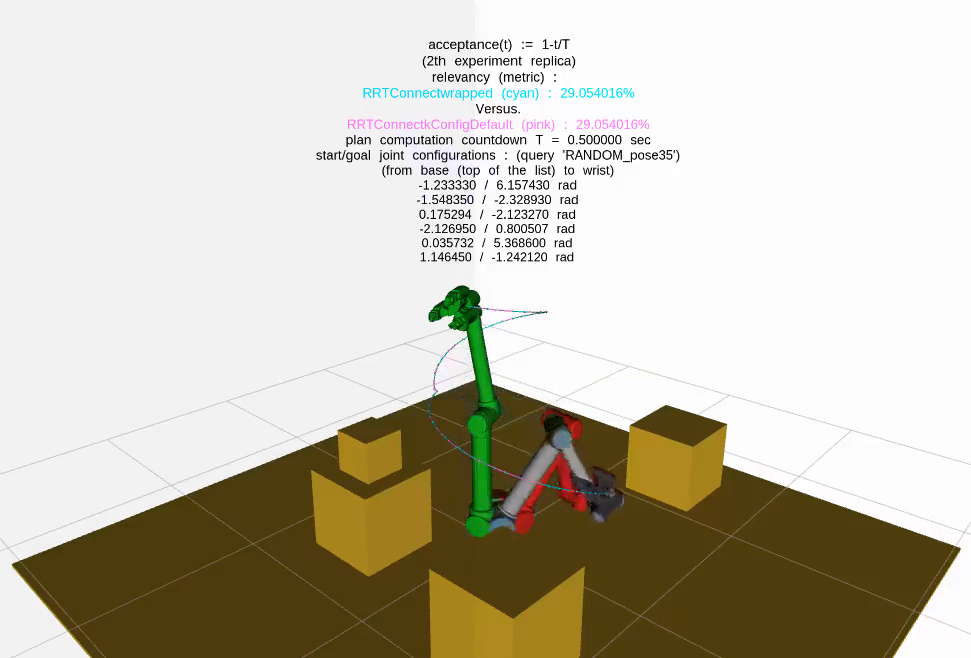 acceptance(t) := 1-t/T
(2th experiment replica)
relevancy (metric) :
RRTConnectwrapped (cyan) : 29.054016%
Versus.
RRTConnectkConfigDefault (pink) : 29.054016%
plan computation countdown T = 0.500000 sec
start/goal joint configurations : (query 'RANDOM_pose35')
(from base (top of the list) to wrist)
-1.233330 / 6.157430 rad
-1.548350 / -2.328930 rad
0.175294 / -2.123270 rad
-2.126950 / 0.800507 rad
0.035732 / 5.368600 rad
1.146450 / -1.242120 rad